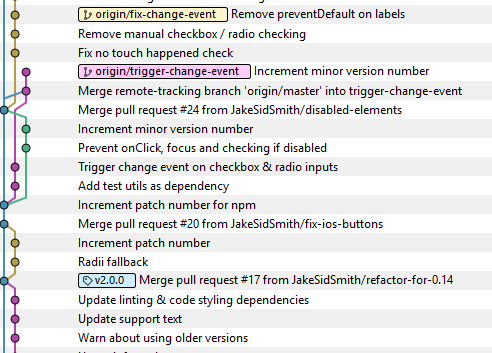 origin/fix-change-event Remove preventDefault on labels
Remove manual checkbox / radio checking
Fix no touch happened check
origin/trigger-change-event Increment minor version number
Merge remote-tracking branch 'origin/master' into trigger-change-event
Merge pull request #24 from JakeSidSmith/disabled-elements
Increment minor version number
Prevent onClick, focus and checking if disabled
Trigger change event on checkbox & radio inputs
Add test utils as dependency
Increment patch number for npm
Merge pull request #20 from JakeSidSmith/fix-ios-buttons
Increment patch number
Radii fallback
v2.0.0 Merge pull request #17 from JakeSidSmith/refactor-for-0.14
Update linting & code styling dependencies
Update support text
Warn about using older versions